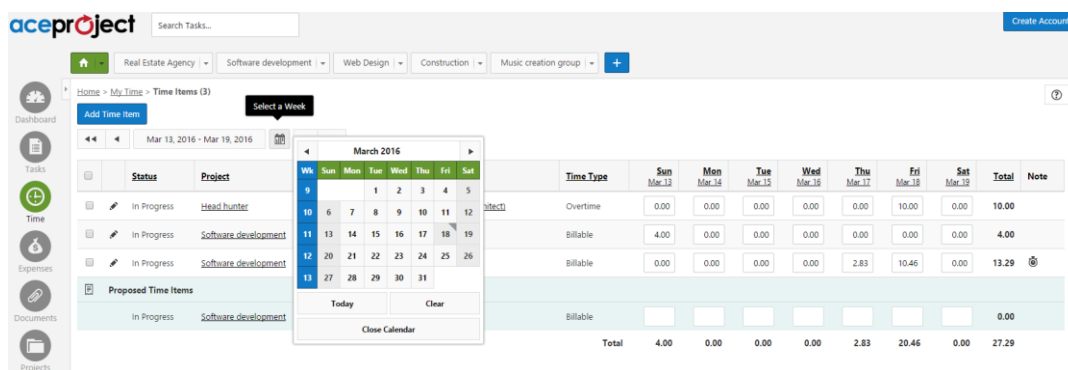 aceproject
Search Tasks...
Create Account
Real Estate Agency
Software development
Web Design
Construction
Music creation group
+
Home > My Time > Time Items (3)
?
Dashboard
Add Time Item
Select a Week
Mar 13, 2016 - Mar 19, 2016
March 2016
Wk Sun Mon Tue Wed Thu Fri Sat
9 1 2 3 4 5
10 6 7 8 9 10 11 12
11 13 14 15 16 17 18 19
12 20 21 22 23 24 25 26
13 27 28 29 30 31
Today Clear
Close Calendar
Tasks
Time
Expenses
Documents
Projects
Status Project Time Type Sun Mon Tue Wed Thu Fri Sat Total Note
Mar 13 Mar 14 Mar 15 Mar 16 Mar 17 Mar 18 Mar 19
In Progress Head hunter hitect) Overtime 0.00 0.00 0.00 0.00 0.00 10.00 0.00 10.00
In Progress Software development Billable 4.00 0.00 0.00 0.00 0.00 0.00 0.00 4.00
In Progress Software development Billable 0.00 0.00 0.00 0.00 2.83 10.46 0.00 13.29
Proposed Time Items
In Progress Software development Billable 0.00
Total 4.00 0.00 0.00 0.00 2.83 20.46 0.00 27.29